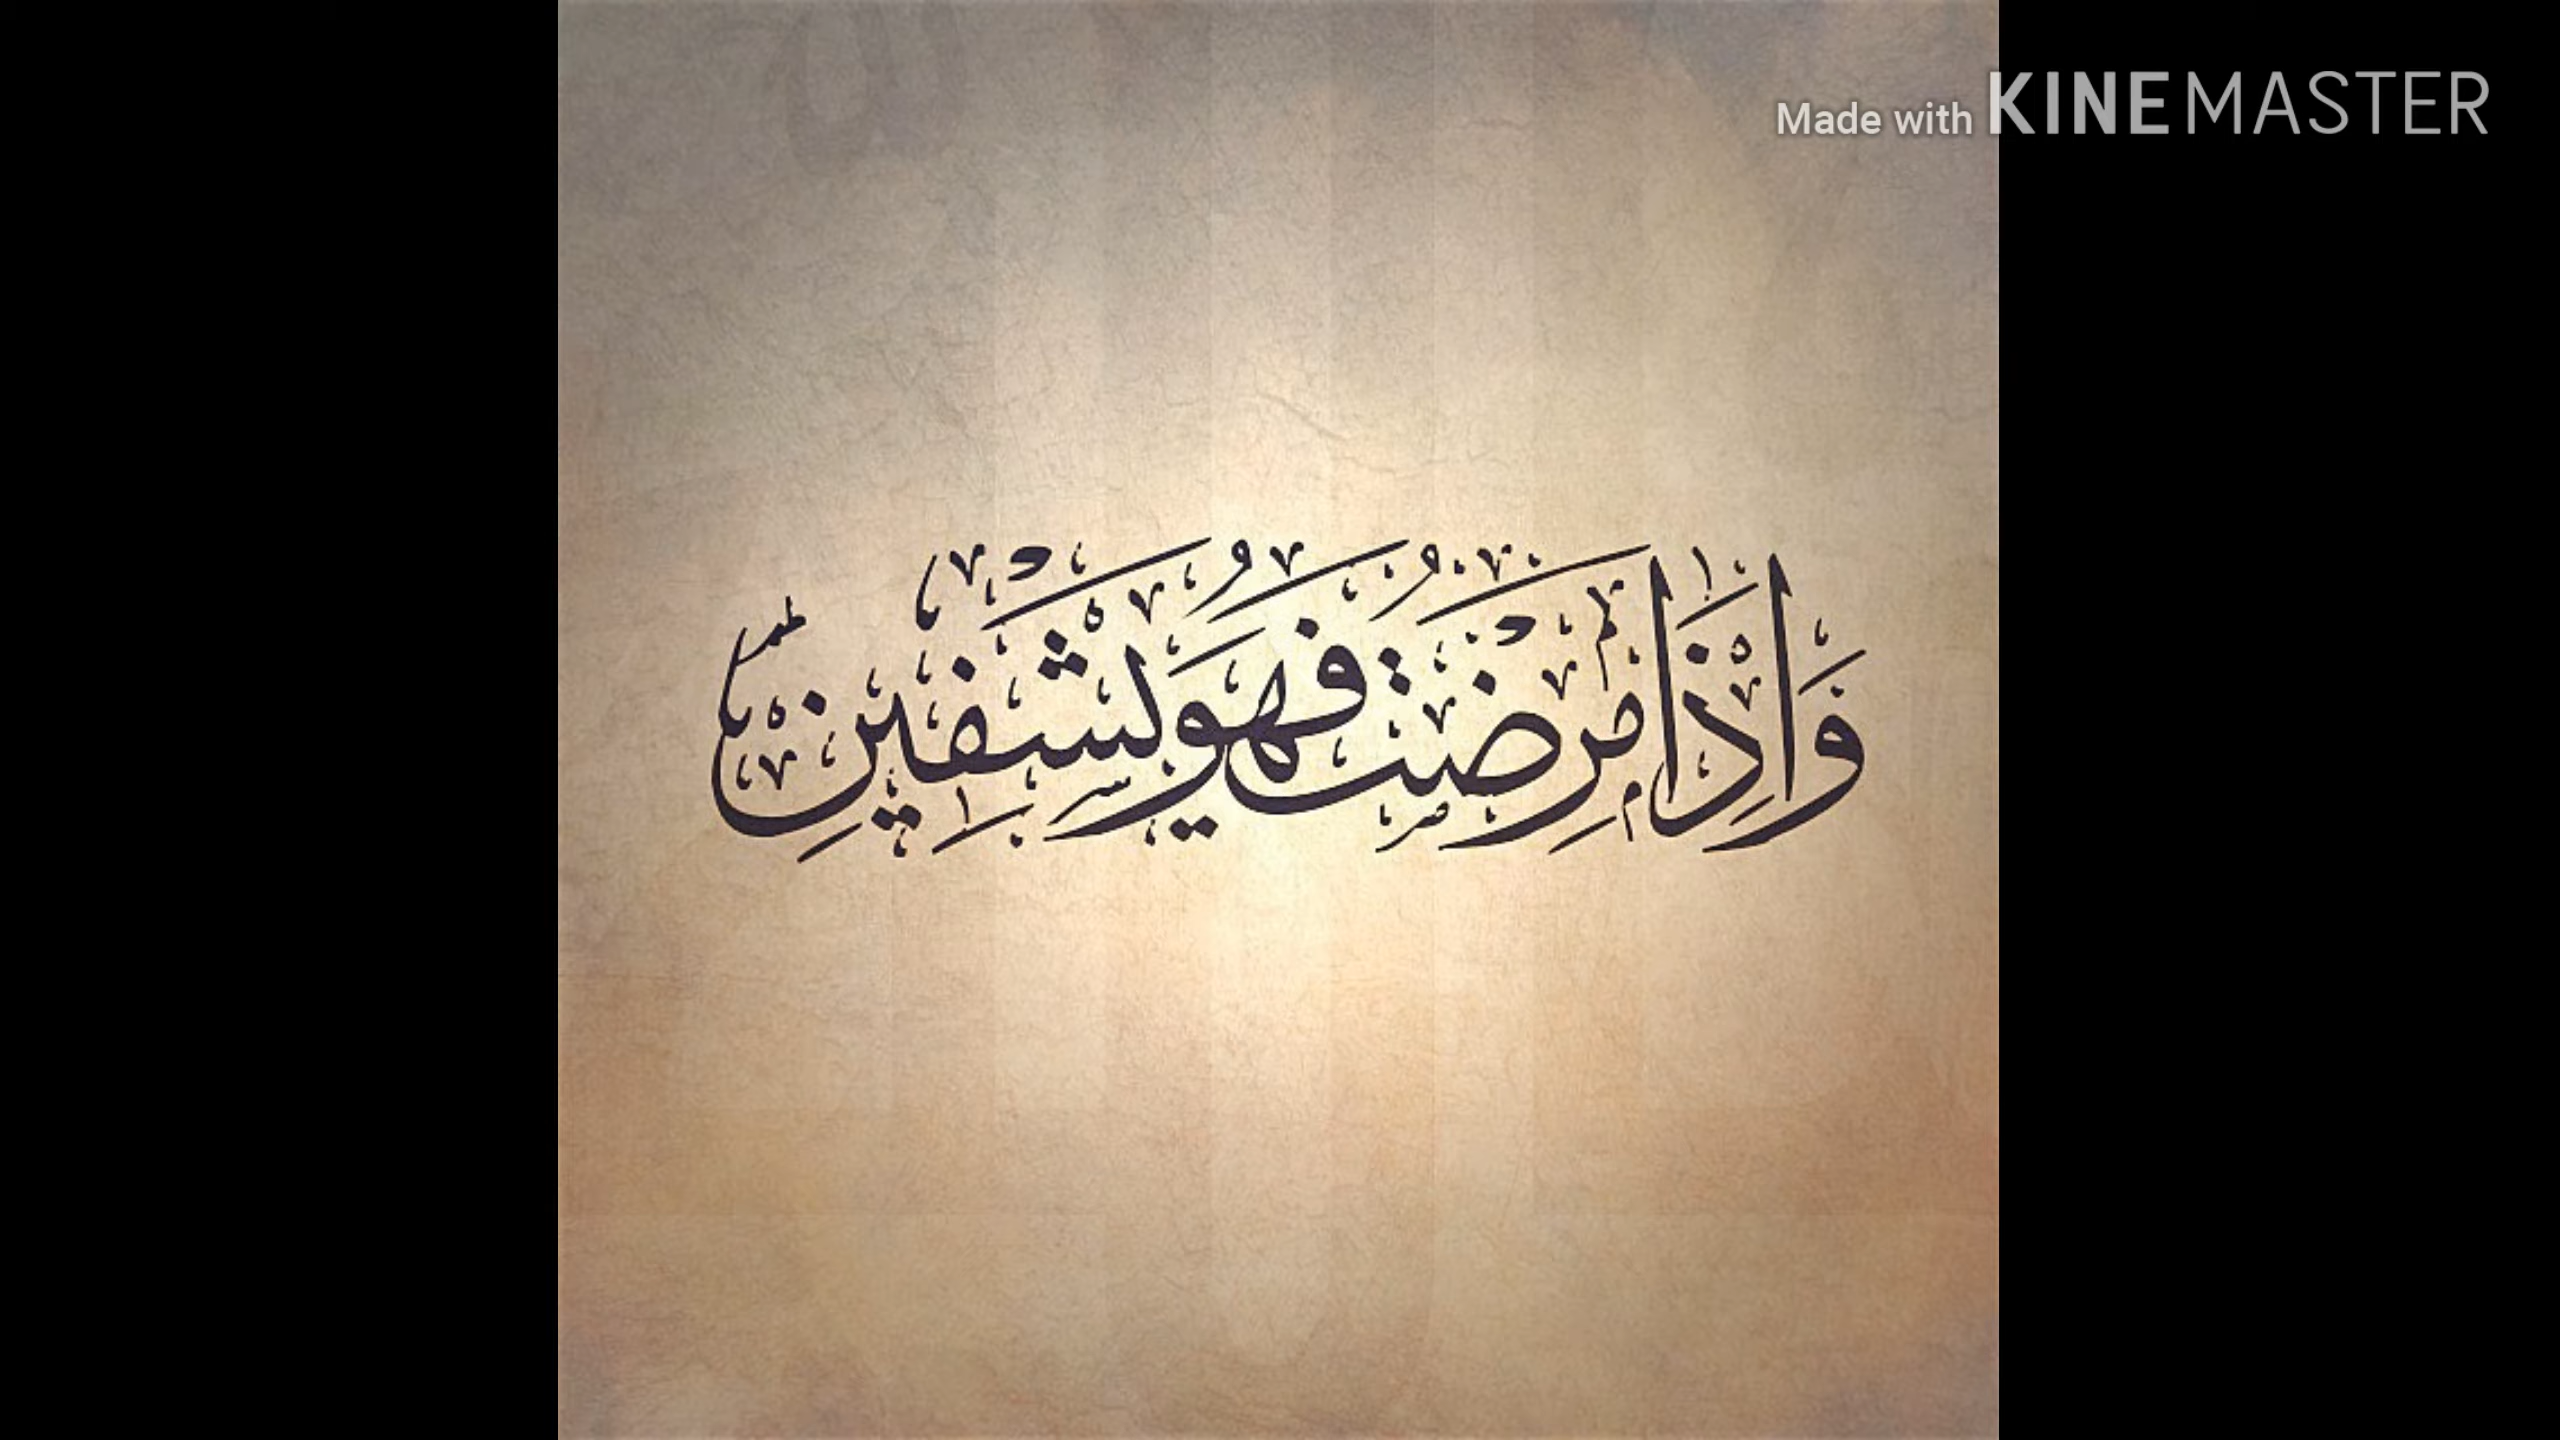 Made with KINEMASTER
وَإِذَا مَرِضْتُ فَهُوَ يَشْفِينِ